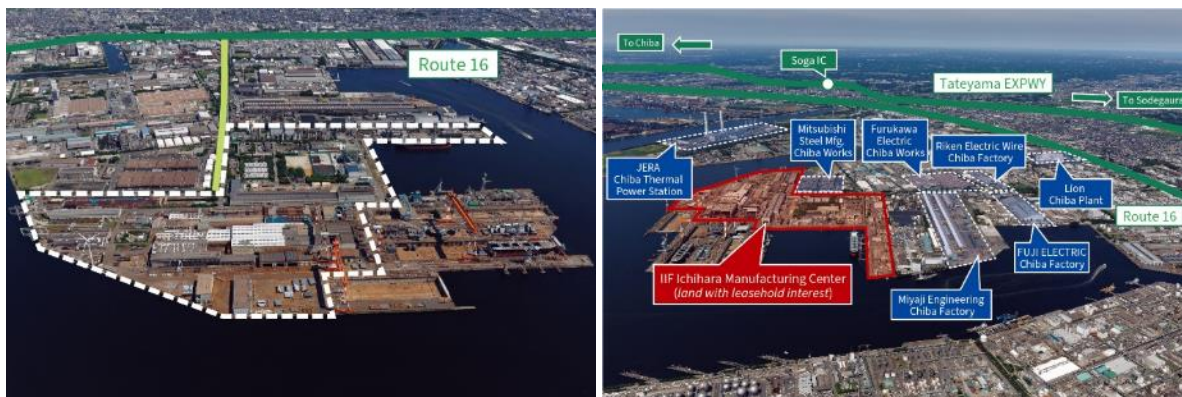 Route 16
To Chiba
Soga IC
Tateyama EXPWY
To Sodegaura
Mitsubishi
Steel Mfg.
Chiba Works
Furukawa
Electric
Chiba Works
Riken Electric Wire
Chiba Factory
JERA
Chiba Thermal
Power Station
Lion
Chiba Plant
Route 16
IIF Ichihara Manufacturing Center
(land with leasehold interest)
FUJI ELECTRIC
Chiba Factory
Miyaji Engineering
Chiba Factory